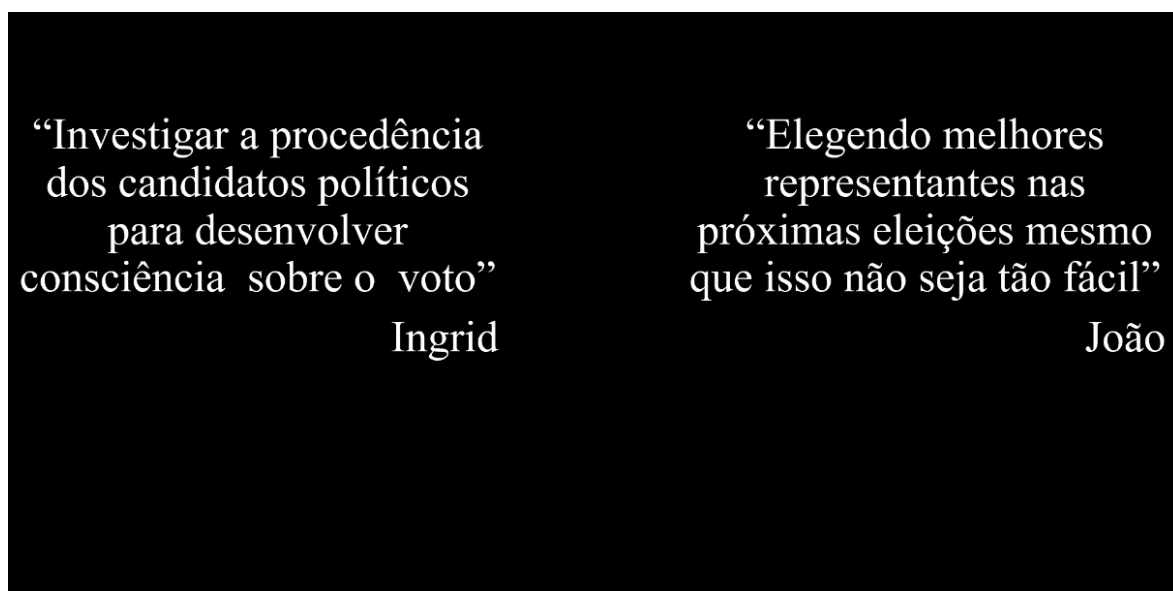 “Investigar a procedência
dos candidatos políticos
para desenvolver
consciência sobre o voto”
Ingrid
“Elegendo melhores
representantes nas
próximas eleições mesmo
que isso não seja tão fácil”
João